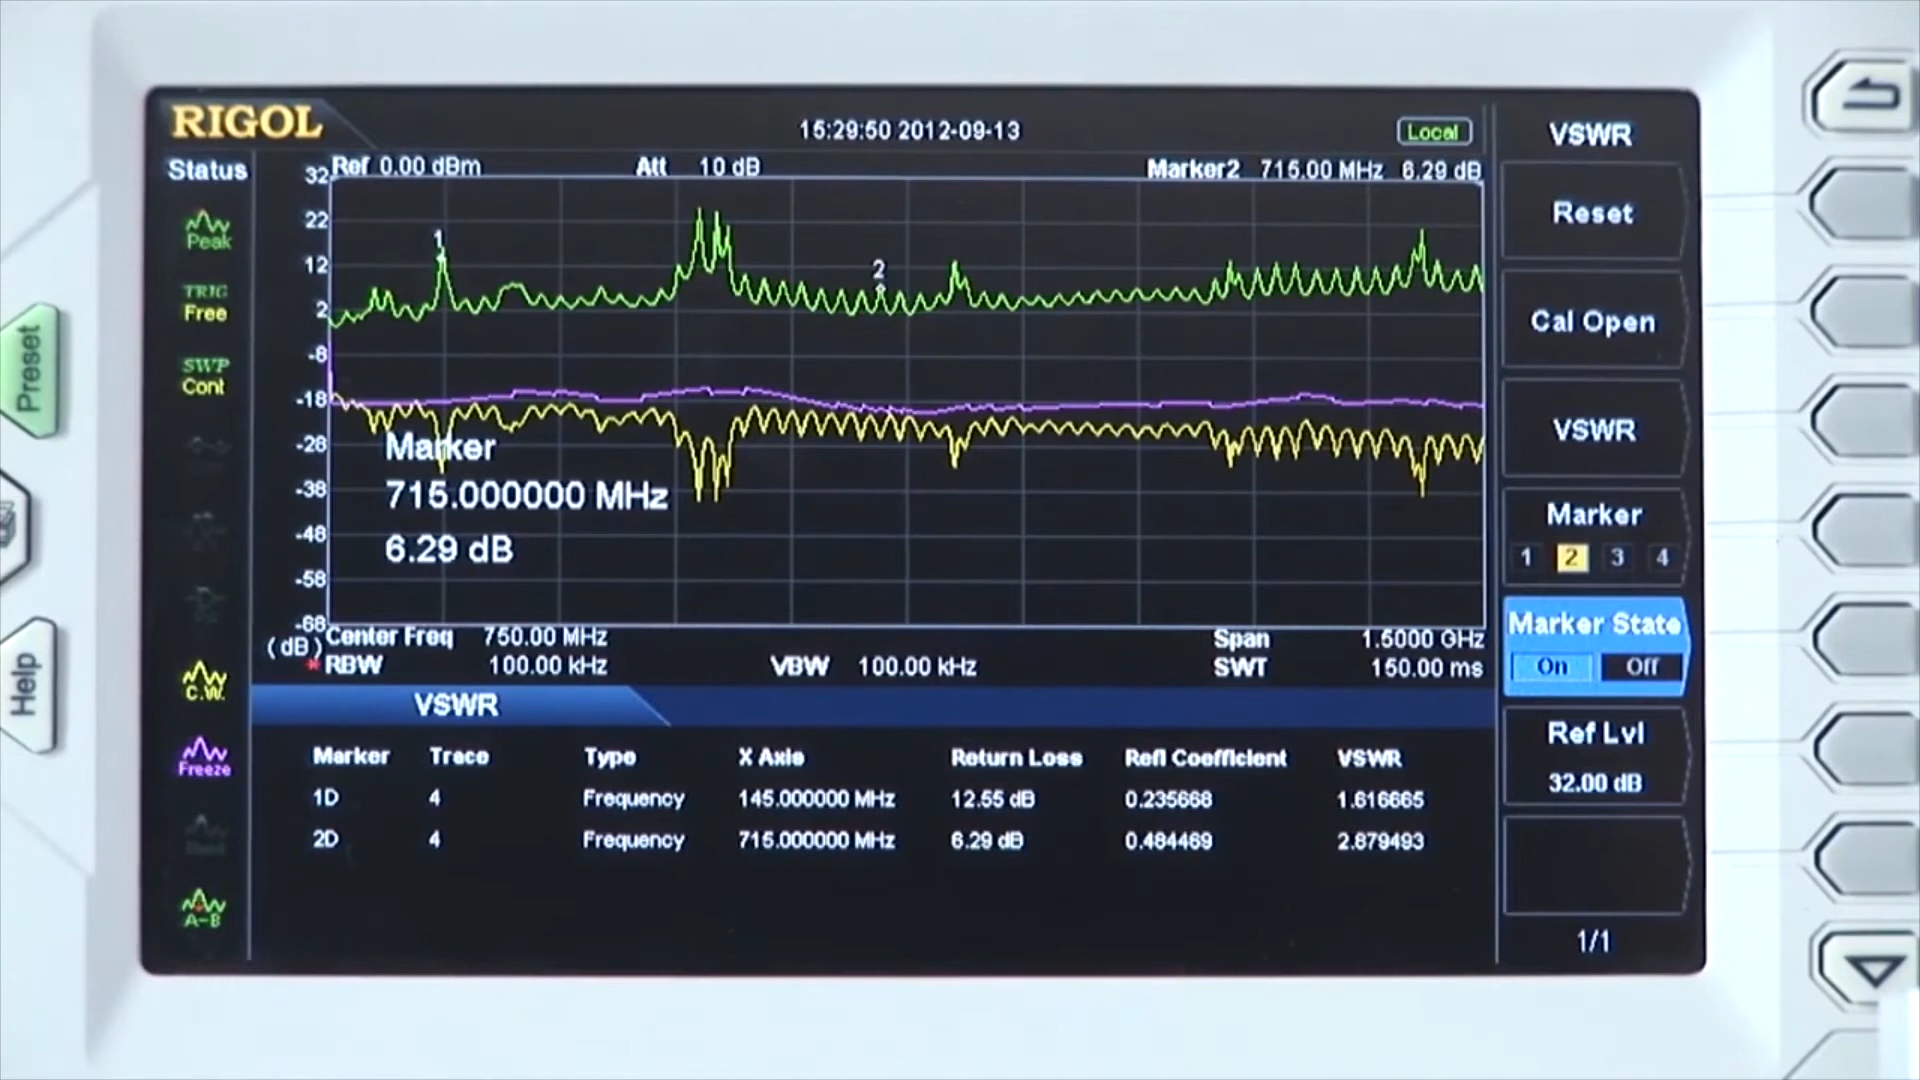 RIGOL
15:29:50 2012-09-13
Local
VSWR
Status
Ref 0.00 dBm
Att 10 dB
Marker2 715.00 MHz 6.29 dB
32
22
12
2
-8
-18
-28
-38
-48
-58
-68
(dB)
1
2
Peak
TRIG
Free
SWP
Cont
C.W.
Freeze
A-B
Marker
715.000000 MHz
6.29 dB
Center Freq 750.00 MHz
Span 1.5000 GHz
*RBW 100.00 kHz
VBW 100.00 kHz
SWT 150.00 ms
VSWR
Marker Trace Type X Axis Return Loss Refl Coefficient VSWR
1D 4 Frequency 145.000000 MHz 12.55 dB 0.235668 1.616665
2D 4 Frequency 715.000000 MHz 6.29 dB 0.484469 2.879493
Reset
Cal Open
VSWR
Marker
1 2 3 4
Marker State
On Off
Ref Lvl
32.00 dB
1/1
Preset
Help